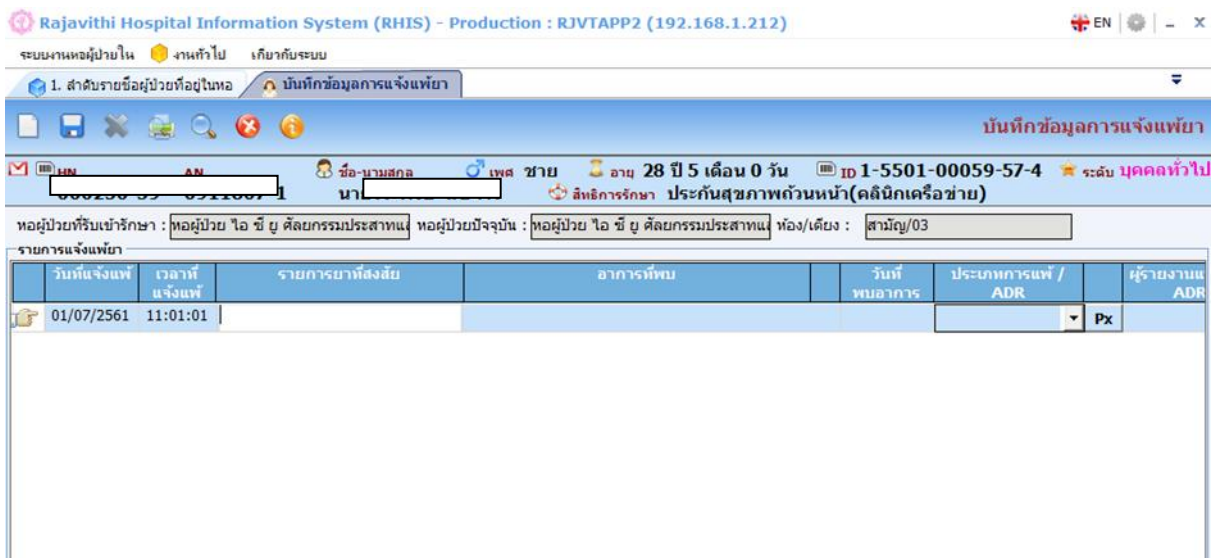 Rajavithi Hospital Information System (RHIS) - Production : RJVTAPP2 (192.168.1.212) EN
ระบบงานหอผู้ป่วยใน งานทั่วไป เกี่ยวกับระบบ
1. ลำดับรายชื่อผู้ป่วยที่อยู่ในหอ บันทึกข้อมูลการแจ้งแพ้ยา
บันทึกข้อมูลการแจ้งแพ้ยา
HN AN ชื่อ-นามสกุล เพศ ชาย อายุ 28 ปี 5 เดือน 0 วัน ID 1-5501-00059-57-4 ระดับ บุคคลทั่วไป
สิทธิการรักษา ประกันสุขภาพถ้วนหน้า(คลินิกเครือข่าย)
หอผู้ป่วยที่รับเข้ารักษา : หอผู้ป่วย ไอ ซี ยู ศัลยกรรมประสาทแ หอผู้ป่วยปัจจุบัน : หอผู้ป่วย ไอ ซี ยู ศัลยกรรมประสาทแ ห้อง/เตียง : สามัญ/03
รายการแจ้งแพ้ยา
วันที่แจ้งแพ้ เวลาที่แจ้งแพ้ รายการยาที่สงสัย อาการที่พบ วันที่พบอาการ ประเภทการแพ้ / ADR ผู้รายงานแ ADR
01/07/2561 11:01:01 Px